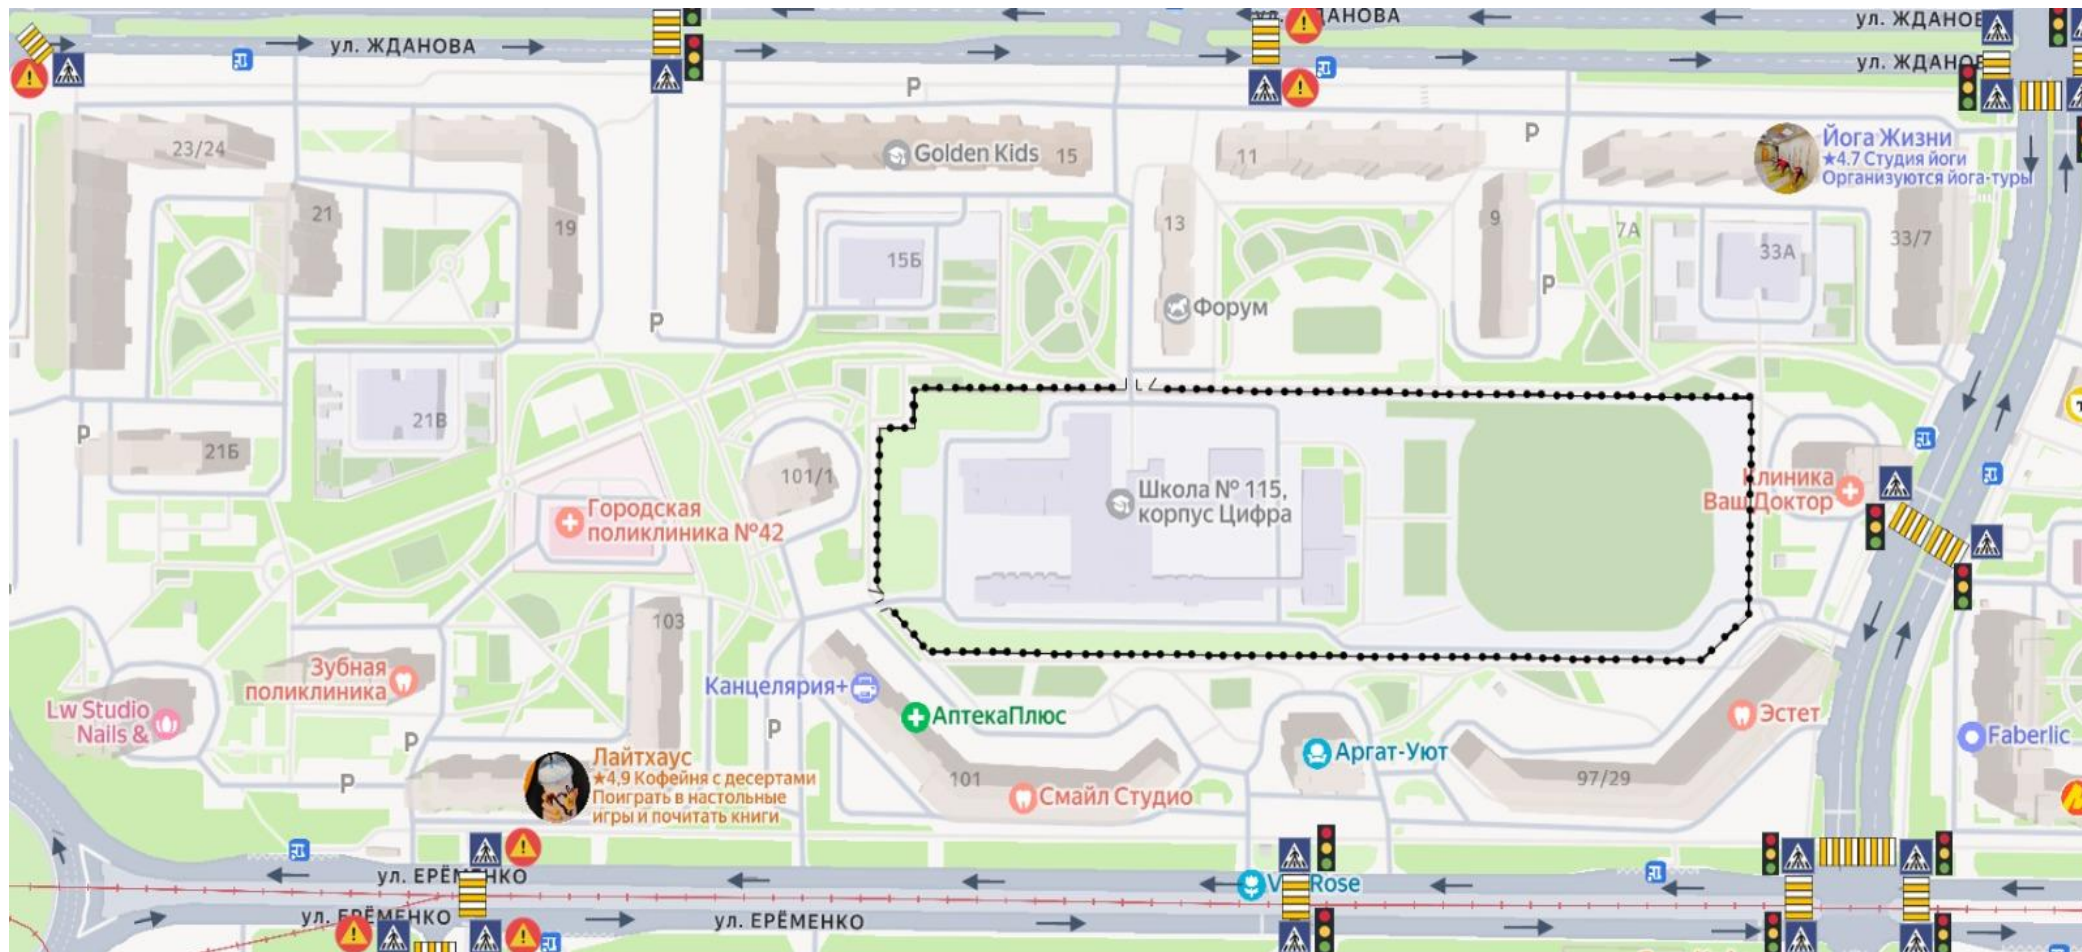 ул. ЖДАНОВА
ул. ЖДАНОВА
P
23/24
Golden Kids
15
11
P
Йога Жизни
★4.7 Студия йоги
Организуются йога-туры
21
19
13
9
7А
33А
33/7
15Б
P
Форум
P
21В
P
21Б
101/1
Школа № 115,
корпус Цифра
Клиника
Ваш Доктор
Городская
поликлиника №42
103
Зубная
поликлиника
Канцелярия+
Lw Studio
Nails &
АптекаПлюс
Эстет
Faberlic
P
P
Аргат-Уют
Лайтхаус
★4,9 Кофейня с десертами
Поиграть в настольные
игры и почитать книги
P
101
Смайл Студио
97/29
ул. ЕРЁМЕНКО
Rose
ул. ЕРЁМЕНКО
ул. ЕРЁМЕНКО